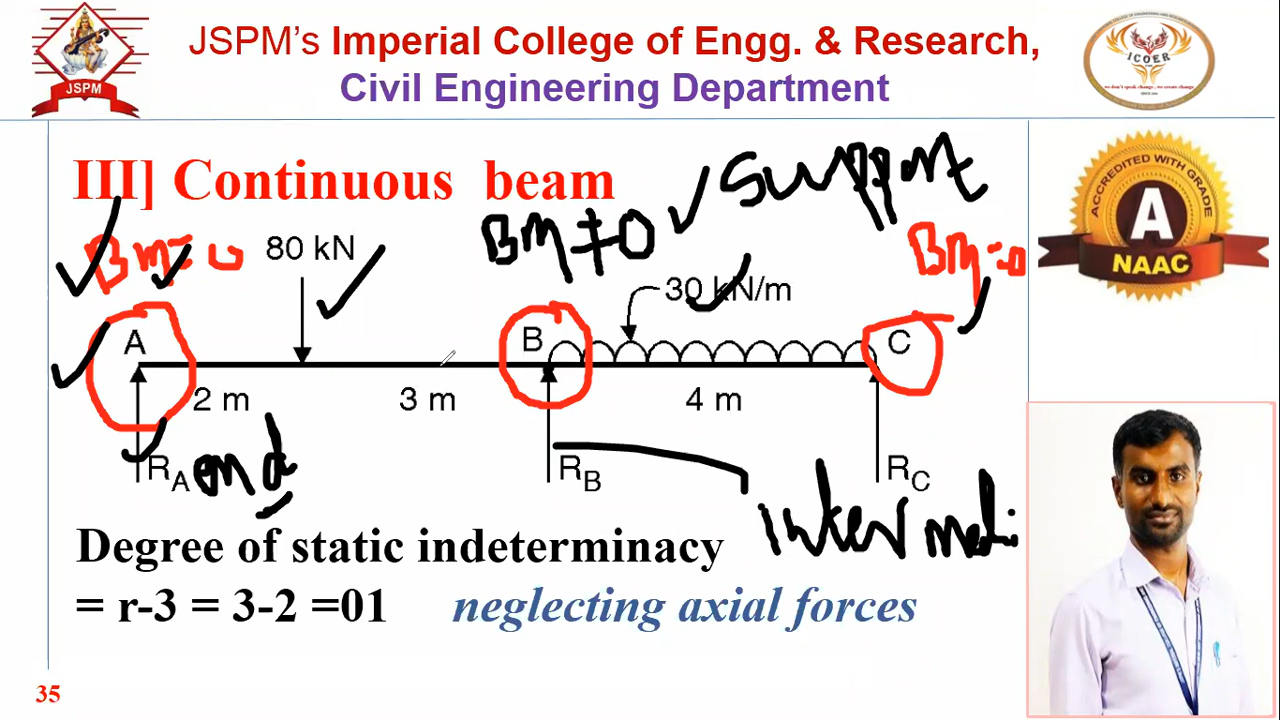 JSPM's Imperial College of Engg. & Research,
Civil Engineering Department
JSPM
ICOER
ACCREDITED WITH GRADE
A
NAAC
III] Continuous beam
support
BM=0
80 kN
BM≠0
30 kN/m
BM=0
A
B
C
2 m
3 m
4 m
RA
end
RB
RC
intermedi
Degree of static indeterminacy
= r-3 = 3-2 =01 neglecting axial forces
35